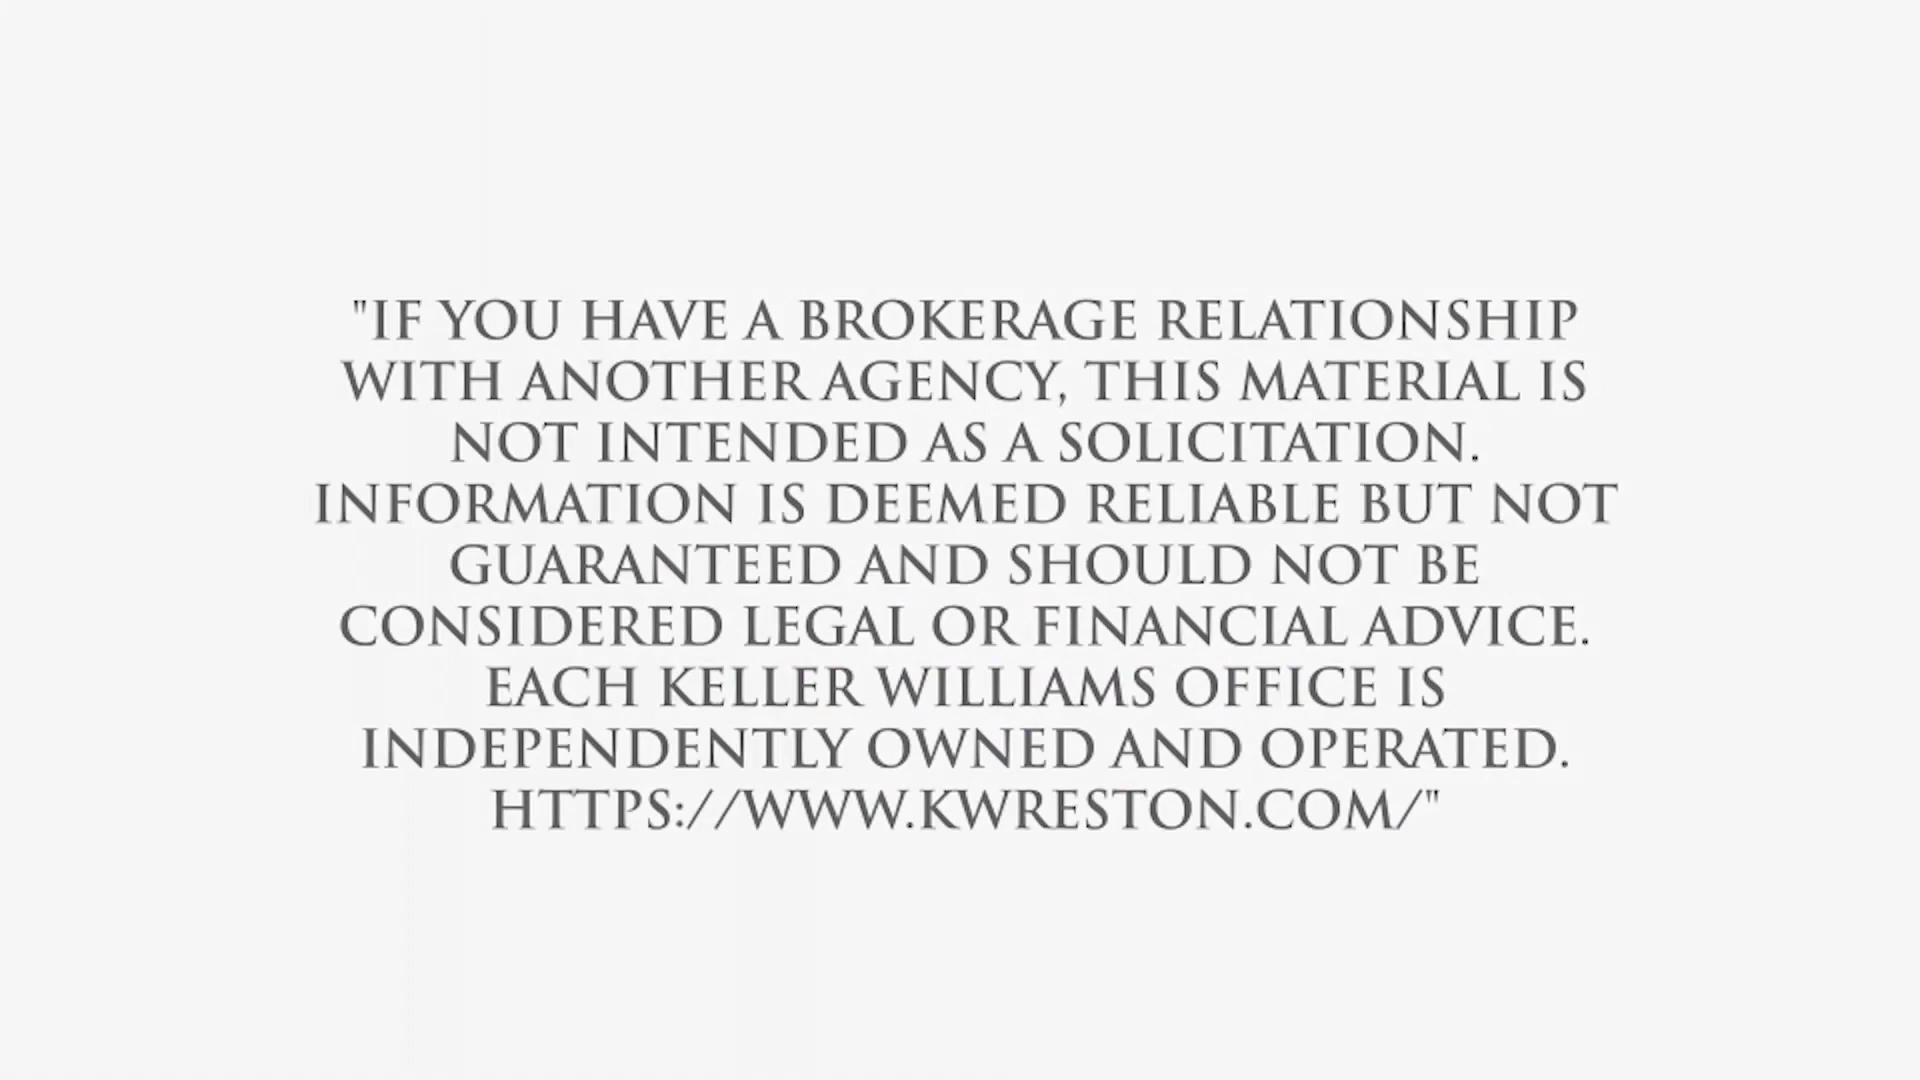 "IF YOU HAVE A BROKERAGE RELATIONSHIP
WITH ANOTHER AGENCY, THIS MATERIAL IS
NOT INTENDED AS A SOLICITATION.
INFORMATION IS DEEMED RELIABLE BUT NOT
GUARANTEED AND SHOULD NOT BE
CONSIDERED LEGAL OR FINANCIAL ADVICE.
EACH KELLER WILLIAMS OFFICE IS
INDEPENDENTLY OWNED AND OPERATED.
HTTPS://WWW.KWRESTON.COM/"